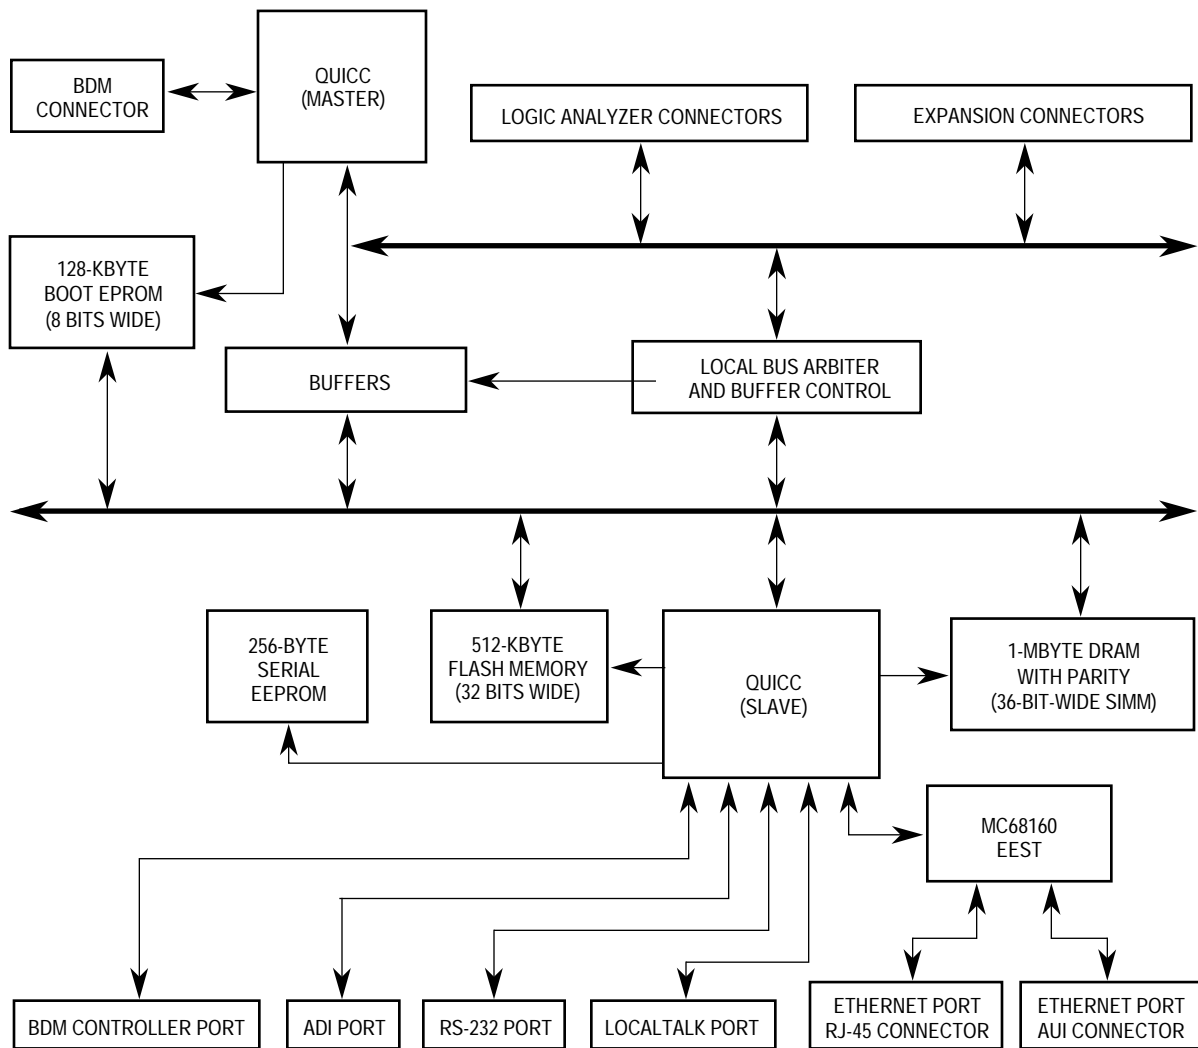 QUICC
(MASTER)
BDM
CONNECTOR
LOGIC ANALYZER CONNECTORS
EXPANSION CONNECTORS
128-KBYTE
BOOT EPROM
(8 BITS WIDE)
BUFFERS
LOCAL BUS ARBITER
AND BUFFER CONTROL
256-BYTE
SERIAL
EEPROM
512-KBYTE
FLASH MEMORY
(32 BITS WIDE)
QUICC
(SLAVE)
1-MBYTE DRAM
WITH PARITY
(36-BIT-WIDE SIMM)
MC68160
EEST
BDM CONTROLLER PORT
ADI PORT
RS-232 PORT
LOCALTALK PORT
ETHERNET PORT
RJ-45 CONNECTOR
ETHERNET PORT
AUI CONNECTOR